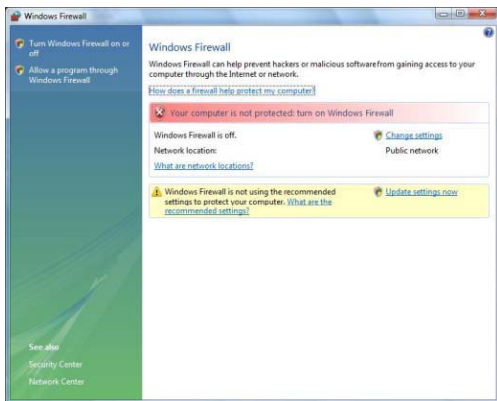 Windows Firewall
Turn Windows Firewall on or
off
Allow a program through
Windows Firewall
See also
Security Center
Network Center
Windows Firewall
Windows Firewall can help prevent hackers or malicious software from gaining access to your
computer through the Internet or network.
How does a firewall help protect my computer?
Your computer is not protected: turn on Windows Firewall
Windows Firewall is off.
Change settings
Network location:
Public network
What are network locations?
Windows Firewall is not using the recommended
settings to protect your computer. What are the
recommended settings?
Update settings now